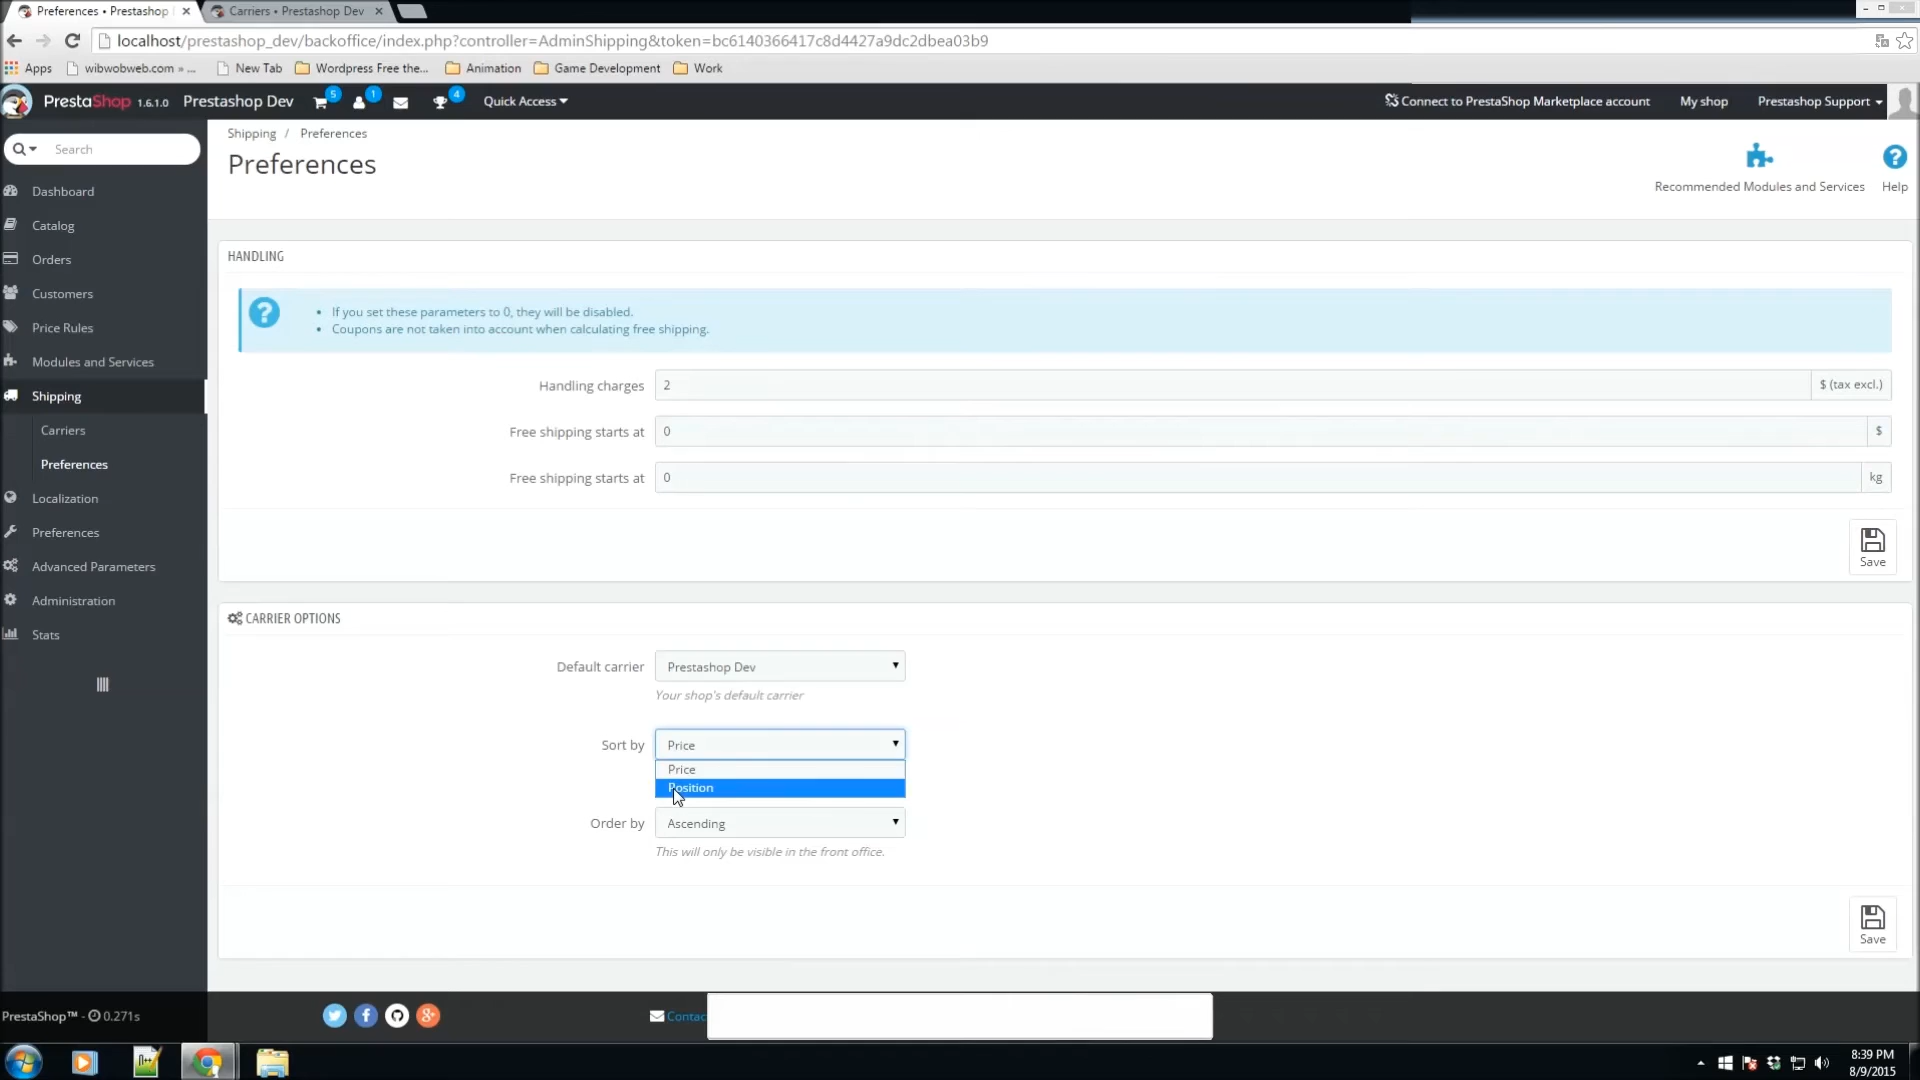 Preferences • Prestashop
Carriers • Prestashop Dev
localhost/prestashop_dev/backoffice/index.php?controller=AdminShipping&token=bc6140366417c8d4427a9dc2dbea03b9
Apps wibwobweb.com » ... New Tab Wordpress Free the... Animation Game Development Work
PrestaShop 1.6.1.0 Prestashop Dev 5 1 4 Quick Access Connect to PrestaShop Marketplace account My shop Prestashop Support
Search
Dashboard
Catalog
Orders
Customers
Price Rules
Modules and Services
Shipping
Carriers
Preferences
Localization
Preferences
Advanced Parameters
Administration
Stats
Shipping / Preferences
Preferences
Recommended Modules and Services
? Help
HANDLING
?
• If you set these parameters to 0, they will be disabled.
• Coupons are not taken into account when calculating free shipping.
Handling charges 2 $ (tax excl.)
Free shipping starts at 0 $
Free shipping starts at 0 kg
Save
CARRIER OPTIONS
Default carrier Prestashop Dev
Your shop's default carrier
Sort by Price
Price
Position
Order by Ascending
This will only be visible in the front office.
Save
PrestaShop™ - 0.271s
Contac
8:39 PM
8/9/2015